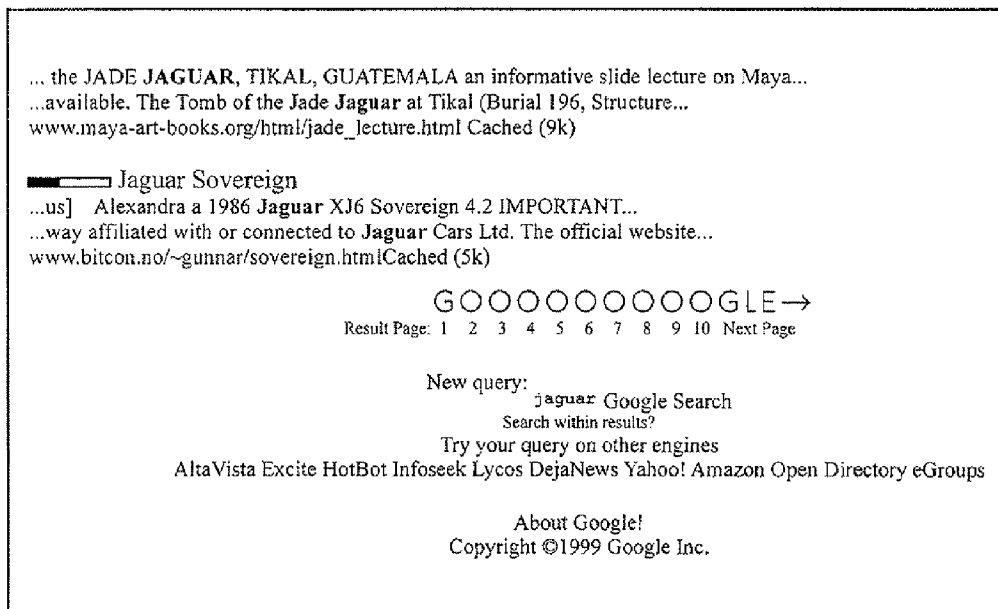 ... the JADE JAGUAR, TIKAL, GUATEMALA an informative slide lecture on Maya...
...available. The Tomb of the Jade Jaguar at Tikal (Burial 196, Structure...
www.maya-art-books.org/html/jade_lecture.html Cached (9k)
Jaguar Sovereign
...us] Alexandra a 1986 Jaguar XJ6 Sovereign 4.2 IMPORTANT...
...way affiliated with or connected to Jaguar Cars Ltd. The official website...
www.bitcon.no/~gunnar/sovereign.htmlCached (5k)
GOOOOOOOOOOGLE→
Result Page: 1 2 3 4 5 6 7 8 9 10 Next Page
New query:
jaguar Google Search
Search within results?
Try your query on other engines
AltaVista Excite HotBot Infoseek Lycos DejaNews Yahoo! Amazon Open Directory eGroups
About Google!
Copyright ©1999 Google Inc.